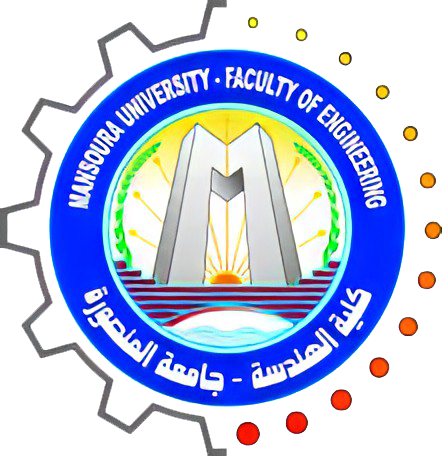 MANSOURA UNIVERSITY · FACULTY OF ENGINEERING
كلية الهندسة - جامعة المنصورة